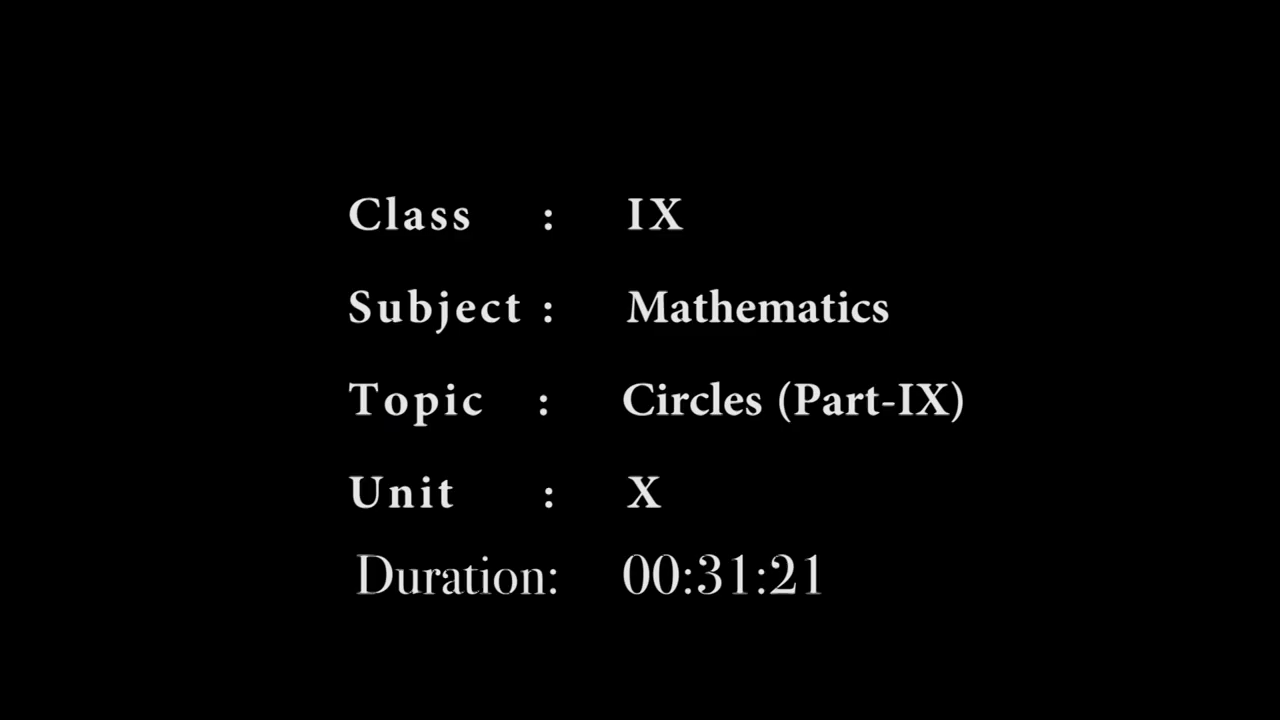 Class : IX
Subject : Mathematics
Topic : Circles (Part-IX)
Unit : X
Duration: 00:31:21